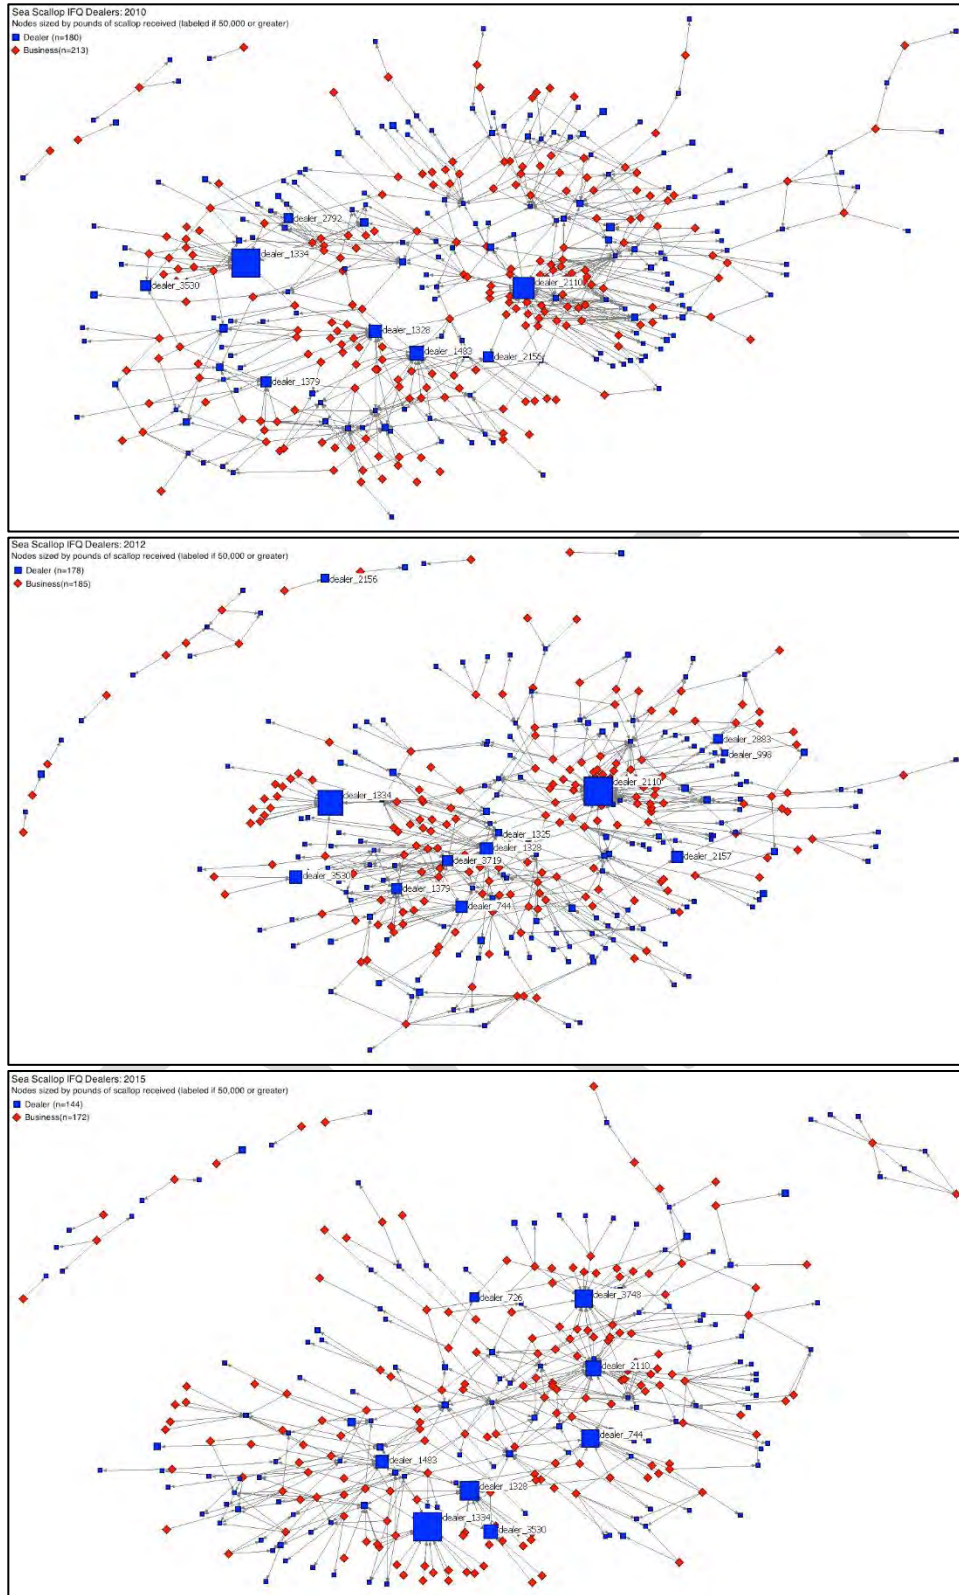 Sea Scallop IFQ Dealers: 2010
Nodes sized by pounds of scallop received (labeled if 50,000 or greater)
Dealer (n=180)
Business(n=213)
dealer_2792
dealer_1334
dealer_3530
dealer_2110
dealer_1328
dealer_1483
dealer_2156
dealer_1379
Sea Scallop IFQ Dealers: 2012
Nodes sized by pounds of scallop received (labeled if 50,000 or greater)
Dealer (n=178)
Business(n=185)
dealer_2156
dealer_2883
dealer_998
dealer_2110
dealer_1334
dealer_1325
dealer_1328
dealer_3719
dealer_2157
dealer_3530
dealer_1379
dealer_744
Sea Scallop IFQ Dealers: 2015
Nodes sized by pounds of scallop received (labeled if 50,000 or greater)
Dealer (n=144)
Business(n=172)
dealer_726
dealer_3748
dealer_2110
dealer_744
dealer_1483
dealer_1328
dealer_1334
dealer_3530